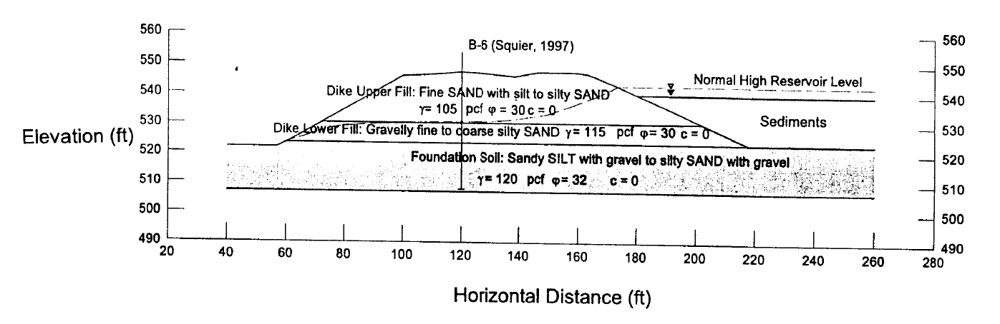 560
B-6 (Squier, 1997)
560
550
Normal High Reservoir Level
550
540
Dike Upper Fill: Fine SAND with silt to silty SAND
540
γ= 105 pcf φ = 30 c = 0
530
Sediments
Elevation (ft)
Dike Lower Fill: Gravelly fine to coarse silty SAND γ= 115 pcf φ= 30 c = 0
530
520
Foundation Soil: Sandy SILT with gravel to silty SAND with gravel
520
510
γ= 120 pcf φ= 32 c = 0
510
500
500
490
490
20 40 60 80 100 120 140 160 180 200 220 240 260 280
Horizontal Distance (ft)